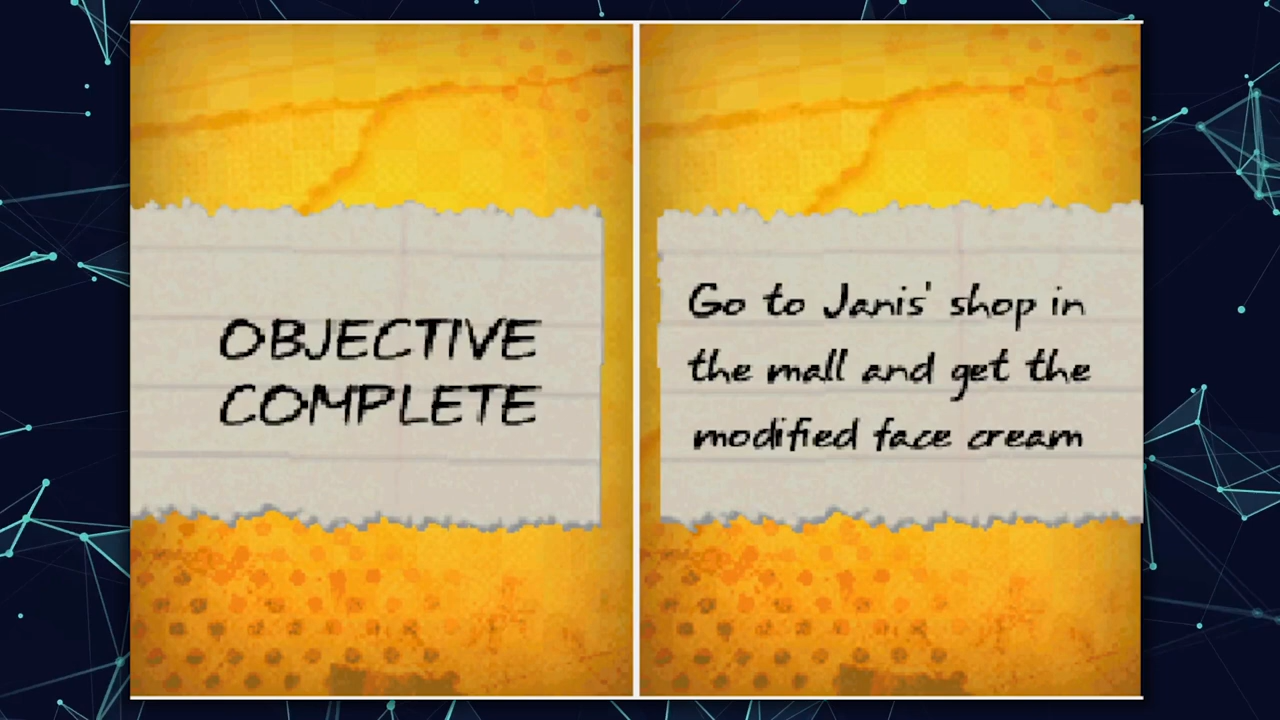 OBJECTIVE
COMPLETE
Go to Janis' shop in
the mall and get the
modified face cream